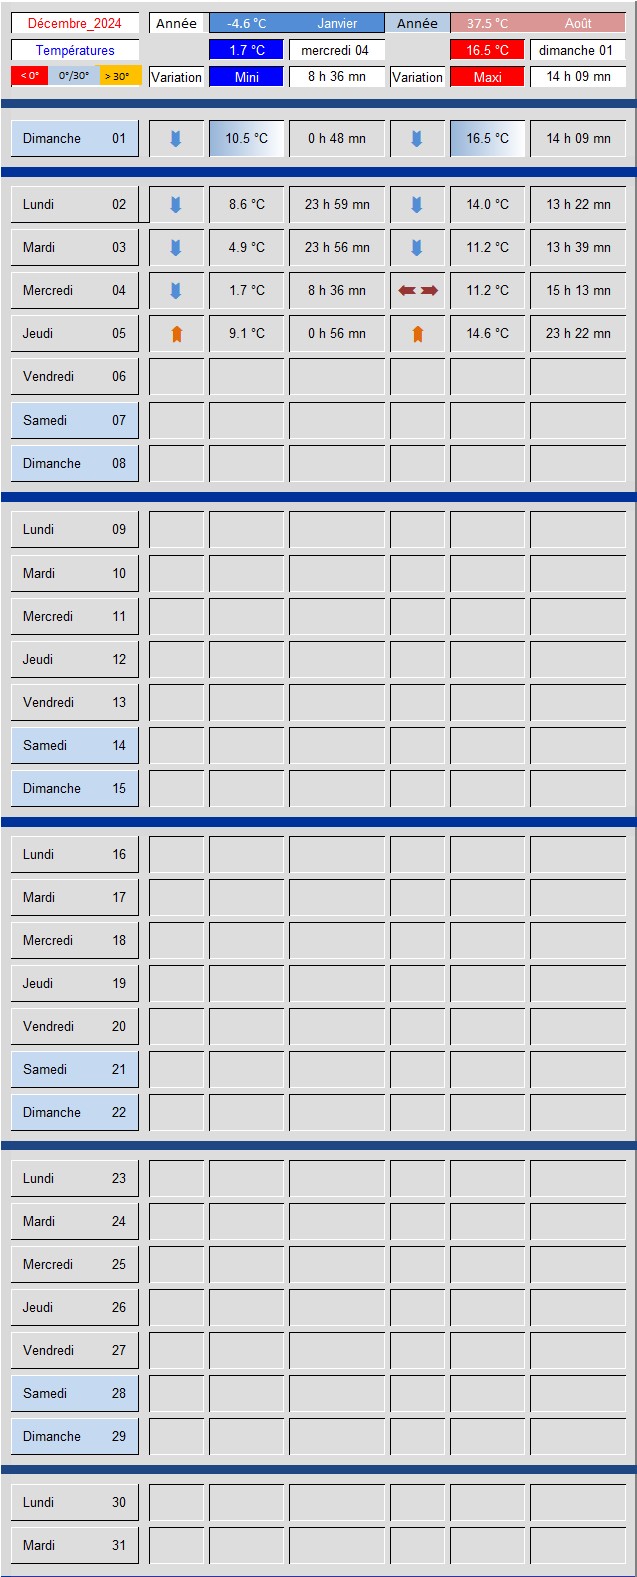 Décembre_2024 Année -4.6 °C Janvier Année 37.5 °C Août
Températures 1.7 °C mercredi 04 16.5 °C dimanche 01
< 0° 0°/30° > 30° Variation Mini 8 h 36 mn Variation Maxi 14 h 09 mn
Dimanche 01 10.5 °C 0 h 48 mn 16.5 °C 14 h 09 mn
Lundi 02 8.6 °C 23 h 59 mn 14.0 °C 13 h 22 mn
Mardi 03 4.9 °C 23 h 56 mn 11.2 °C 13 h 39 mn
Mercredi 04 1.7 °C 8 h 36 mn 11.2 °C 15 h 13 mn
Jeudi 05 9.1 °C 0 h 56 mn 14.6 °C 23 h 22 mn
Vendredi 06
Samedi 07
Dimanche 08
Lundi 09
Mardi 10
Mercredi 11
Jeudi 12
Vendredi 13
Samedi 14
Dimanche 15
Lundi 16
Mardi 17
Mercredi 18
Jeudi 19
Vendredi 20
Samedi 21
Dimanche 22
Lundi 23
Mardi 24
Mercredi 25
Jeudi 26
Vendredi 27
Samedi 28
Dimanche 29
Lundi 30
Mardi 31